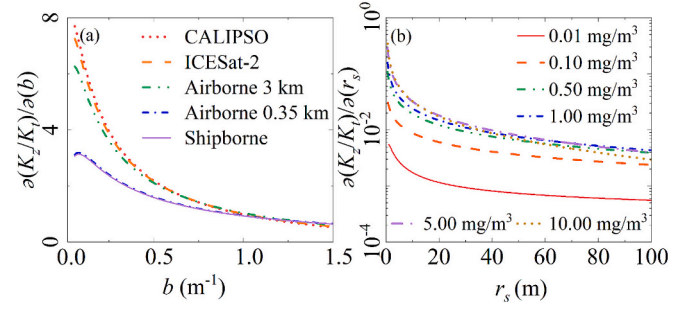 (a)
CALIPSO
ICESat-2
Airborne 3 km
Airborne 0.35 km
Shipborne
∂(K_z/K_t)/∂(b)
8
4
0
0.0 0.5 1.0 1.5
b (m⁻¹)
(b)
0.01 mg/m³
0.10 mg/m³
0.50 mg/m³
1.00 mg/m³
5.00 mg/m³ 10.00 mg/m³
∂(K_z/K_t)/∂(r_s)
10⁰
10⁻²
10⁻⁴
0 20 40 60 80 100
r_s (m)